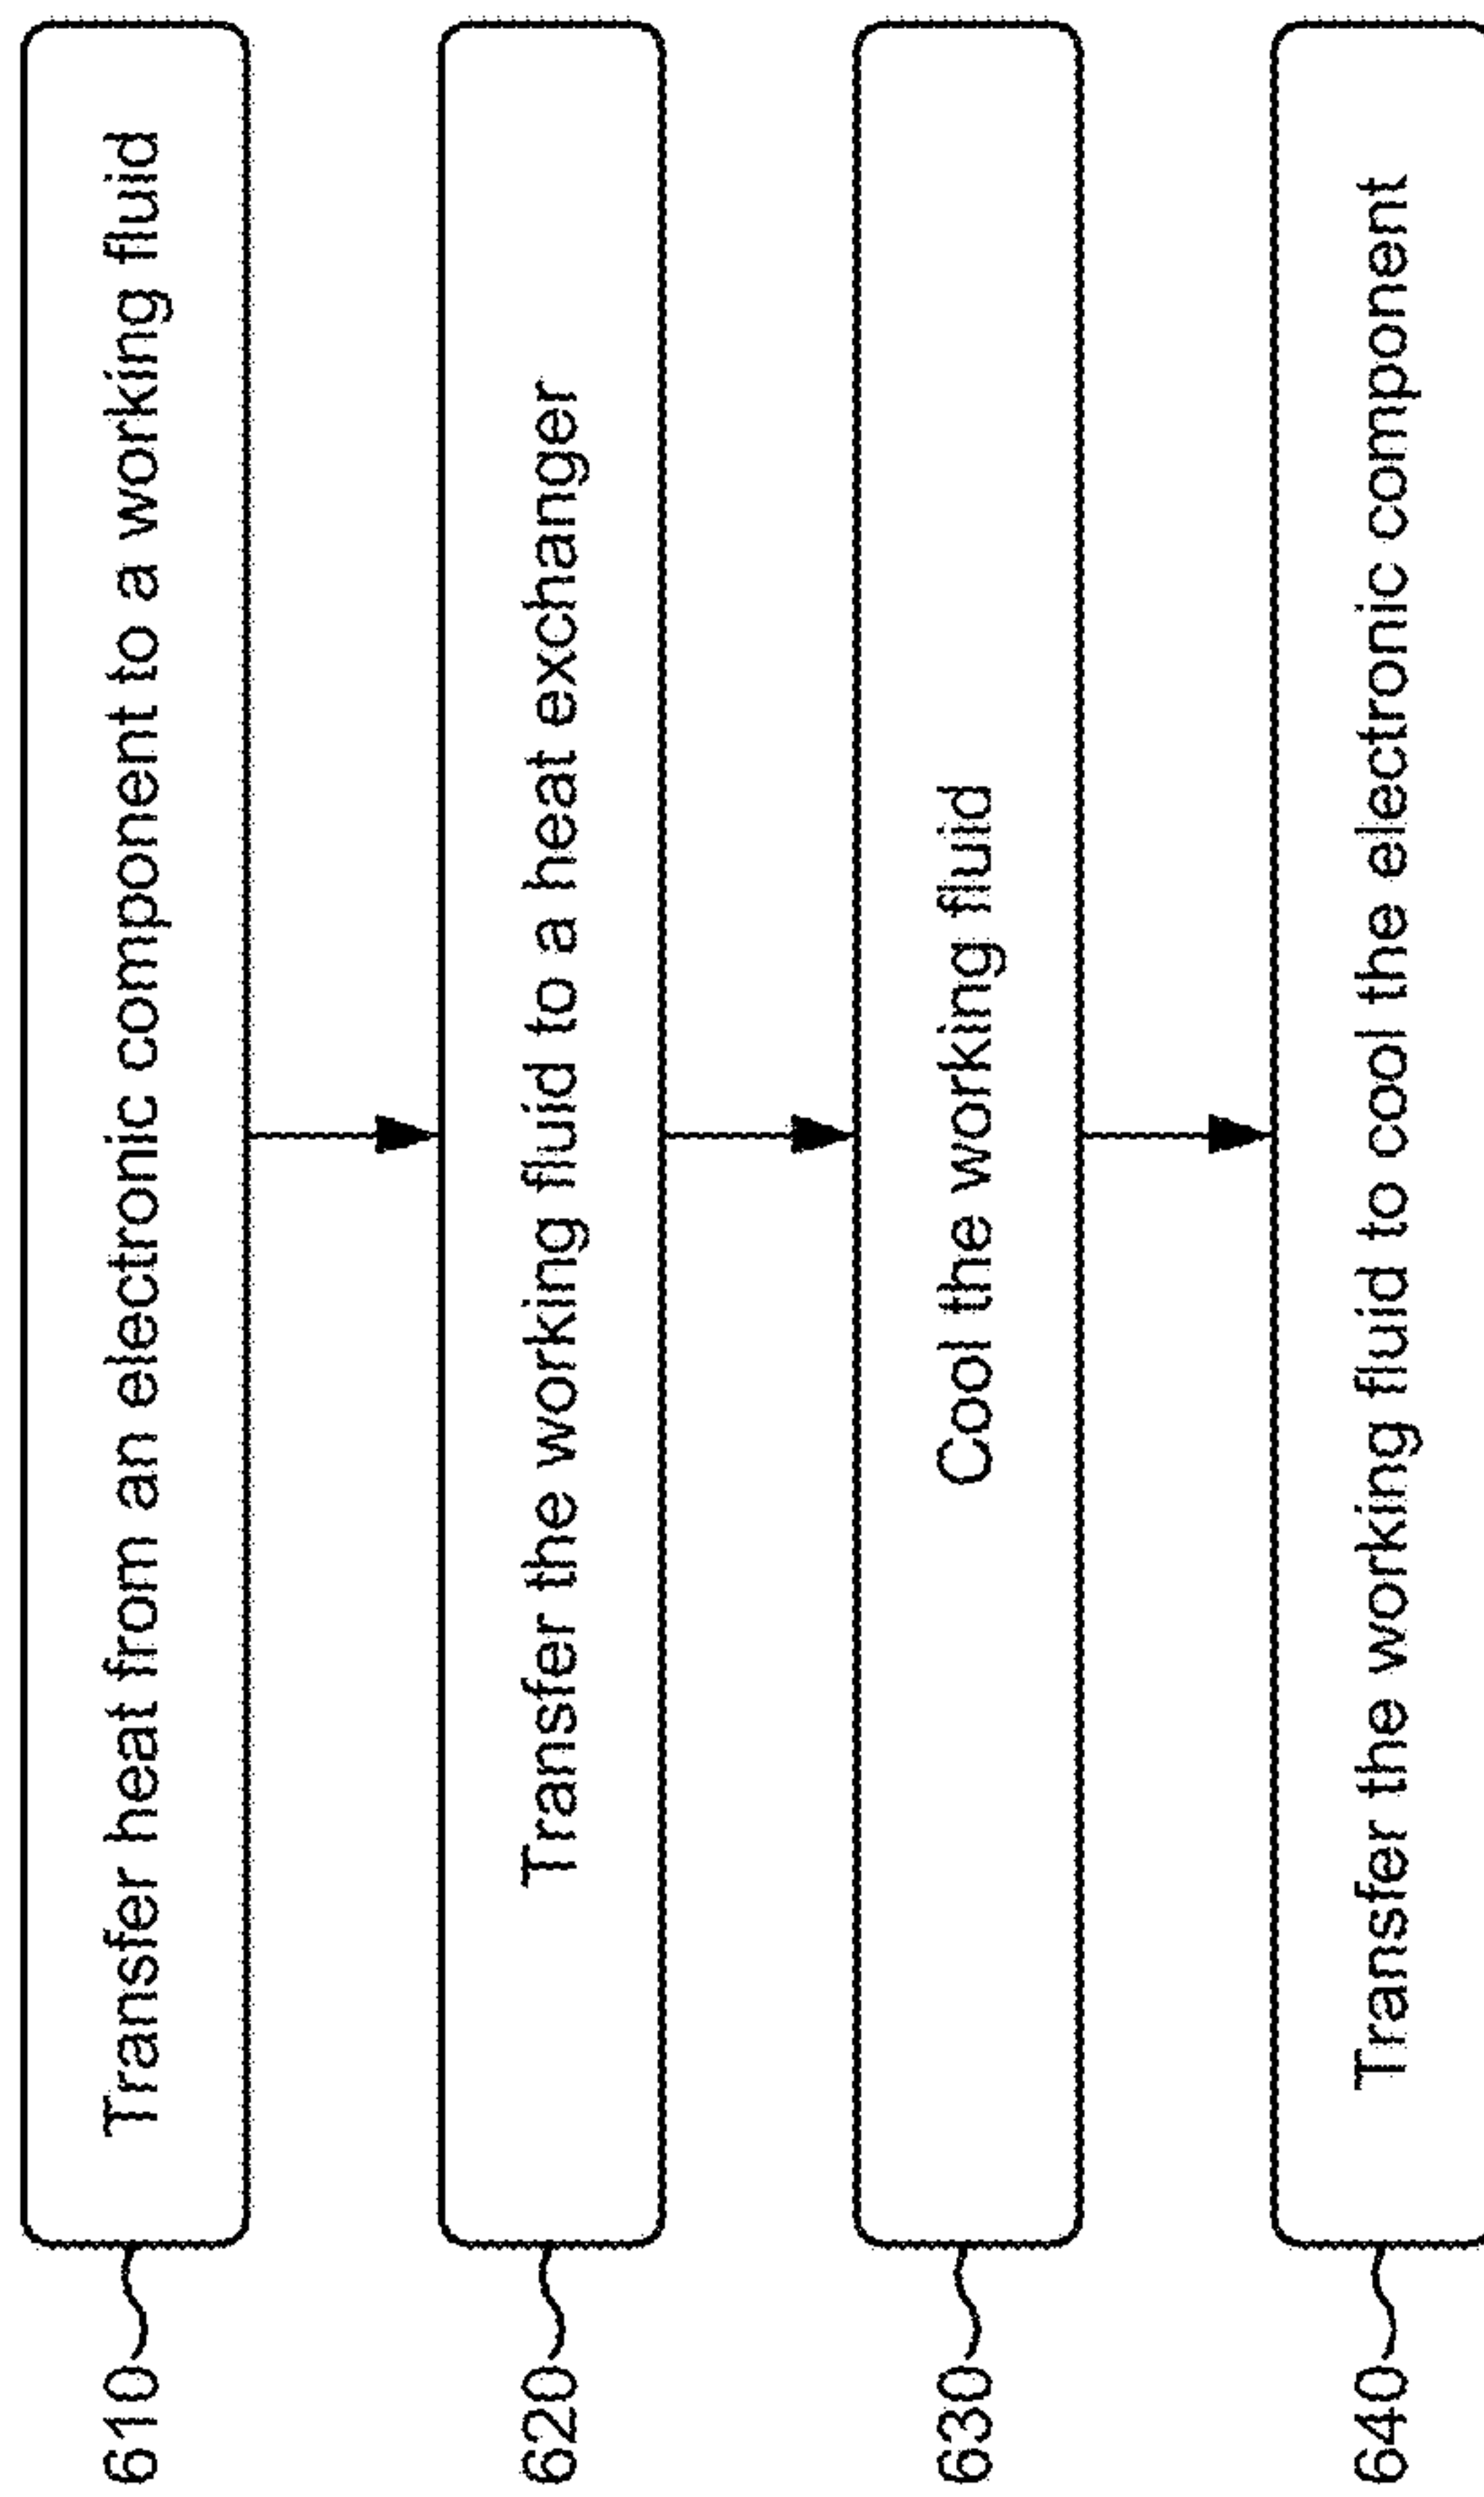 610 Transfer heat from an electronic component to a working fluid
620 Transfer the working fluid to a heat exchanger
630 Cool the working fluid
640 Transfer the working fluid to cool the electronic component